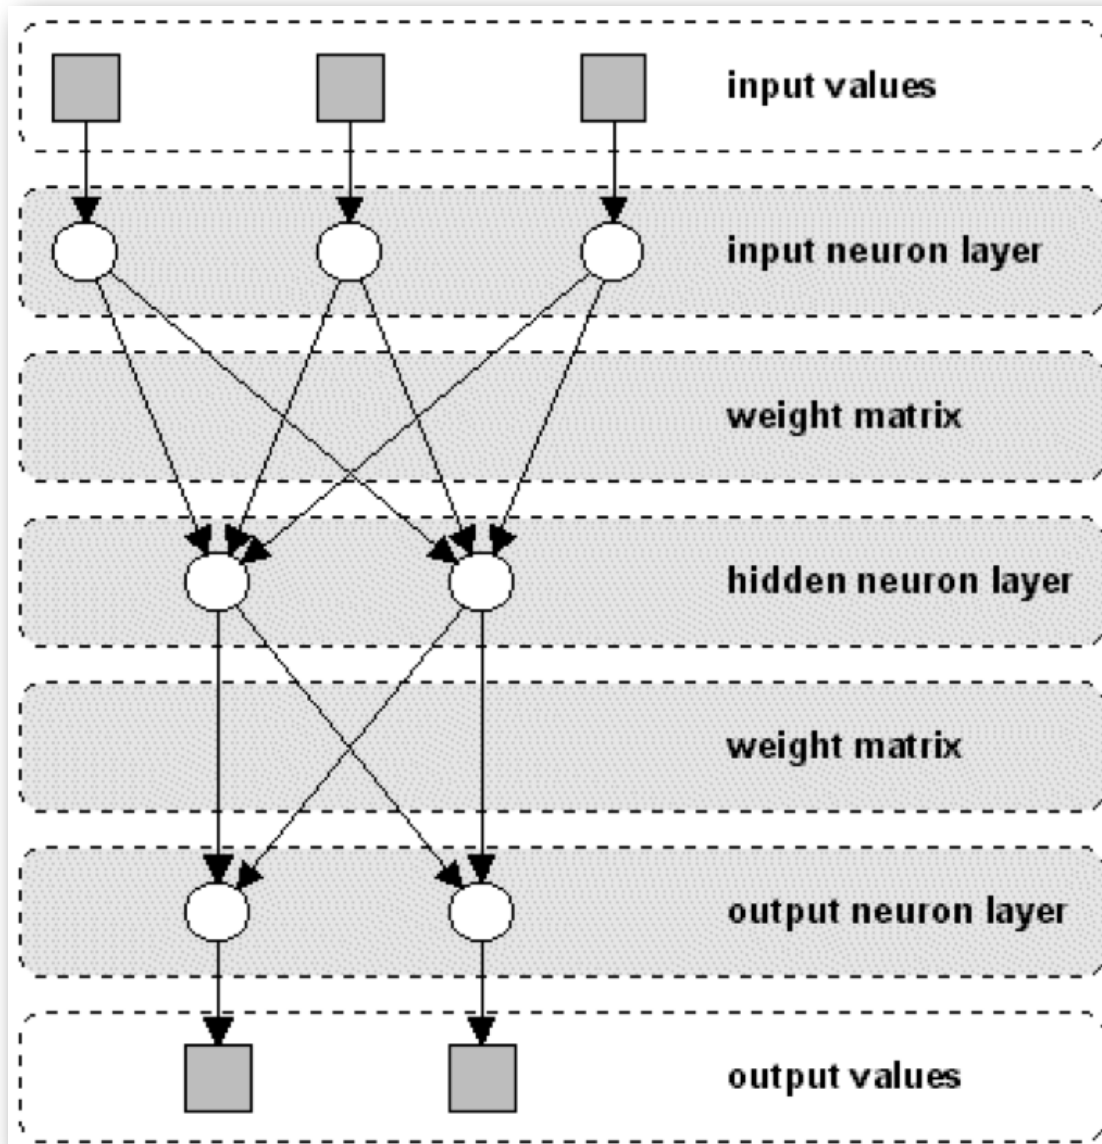 input values
input neuron layer
weight matrix
hidden neuron layer
weight matrix
output neuron layer
output values